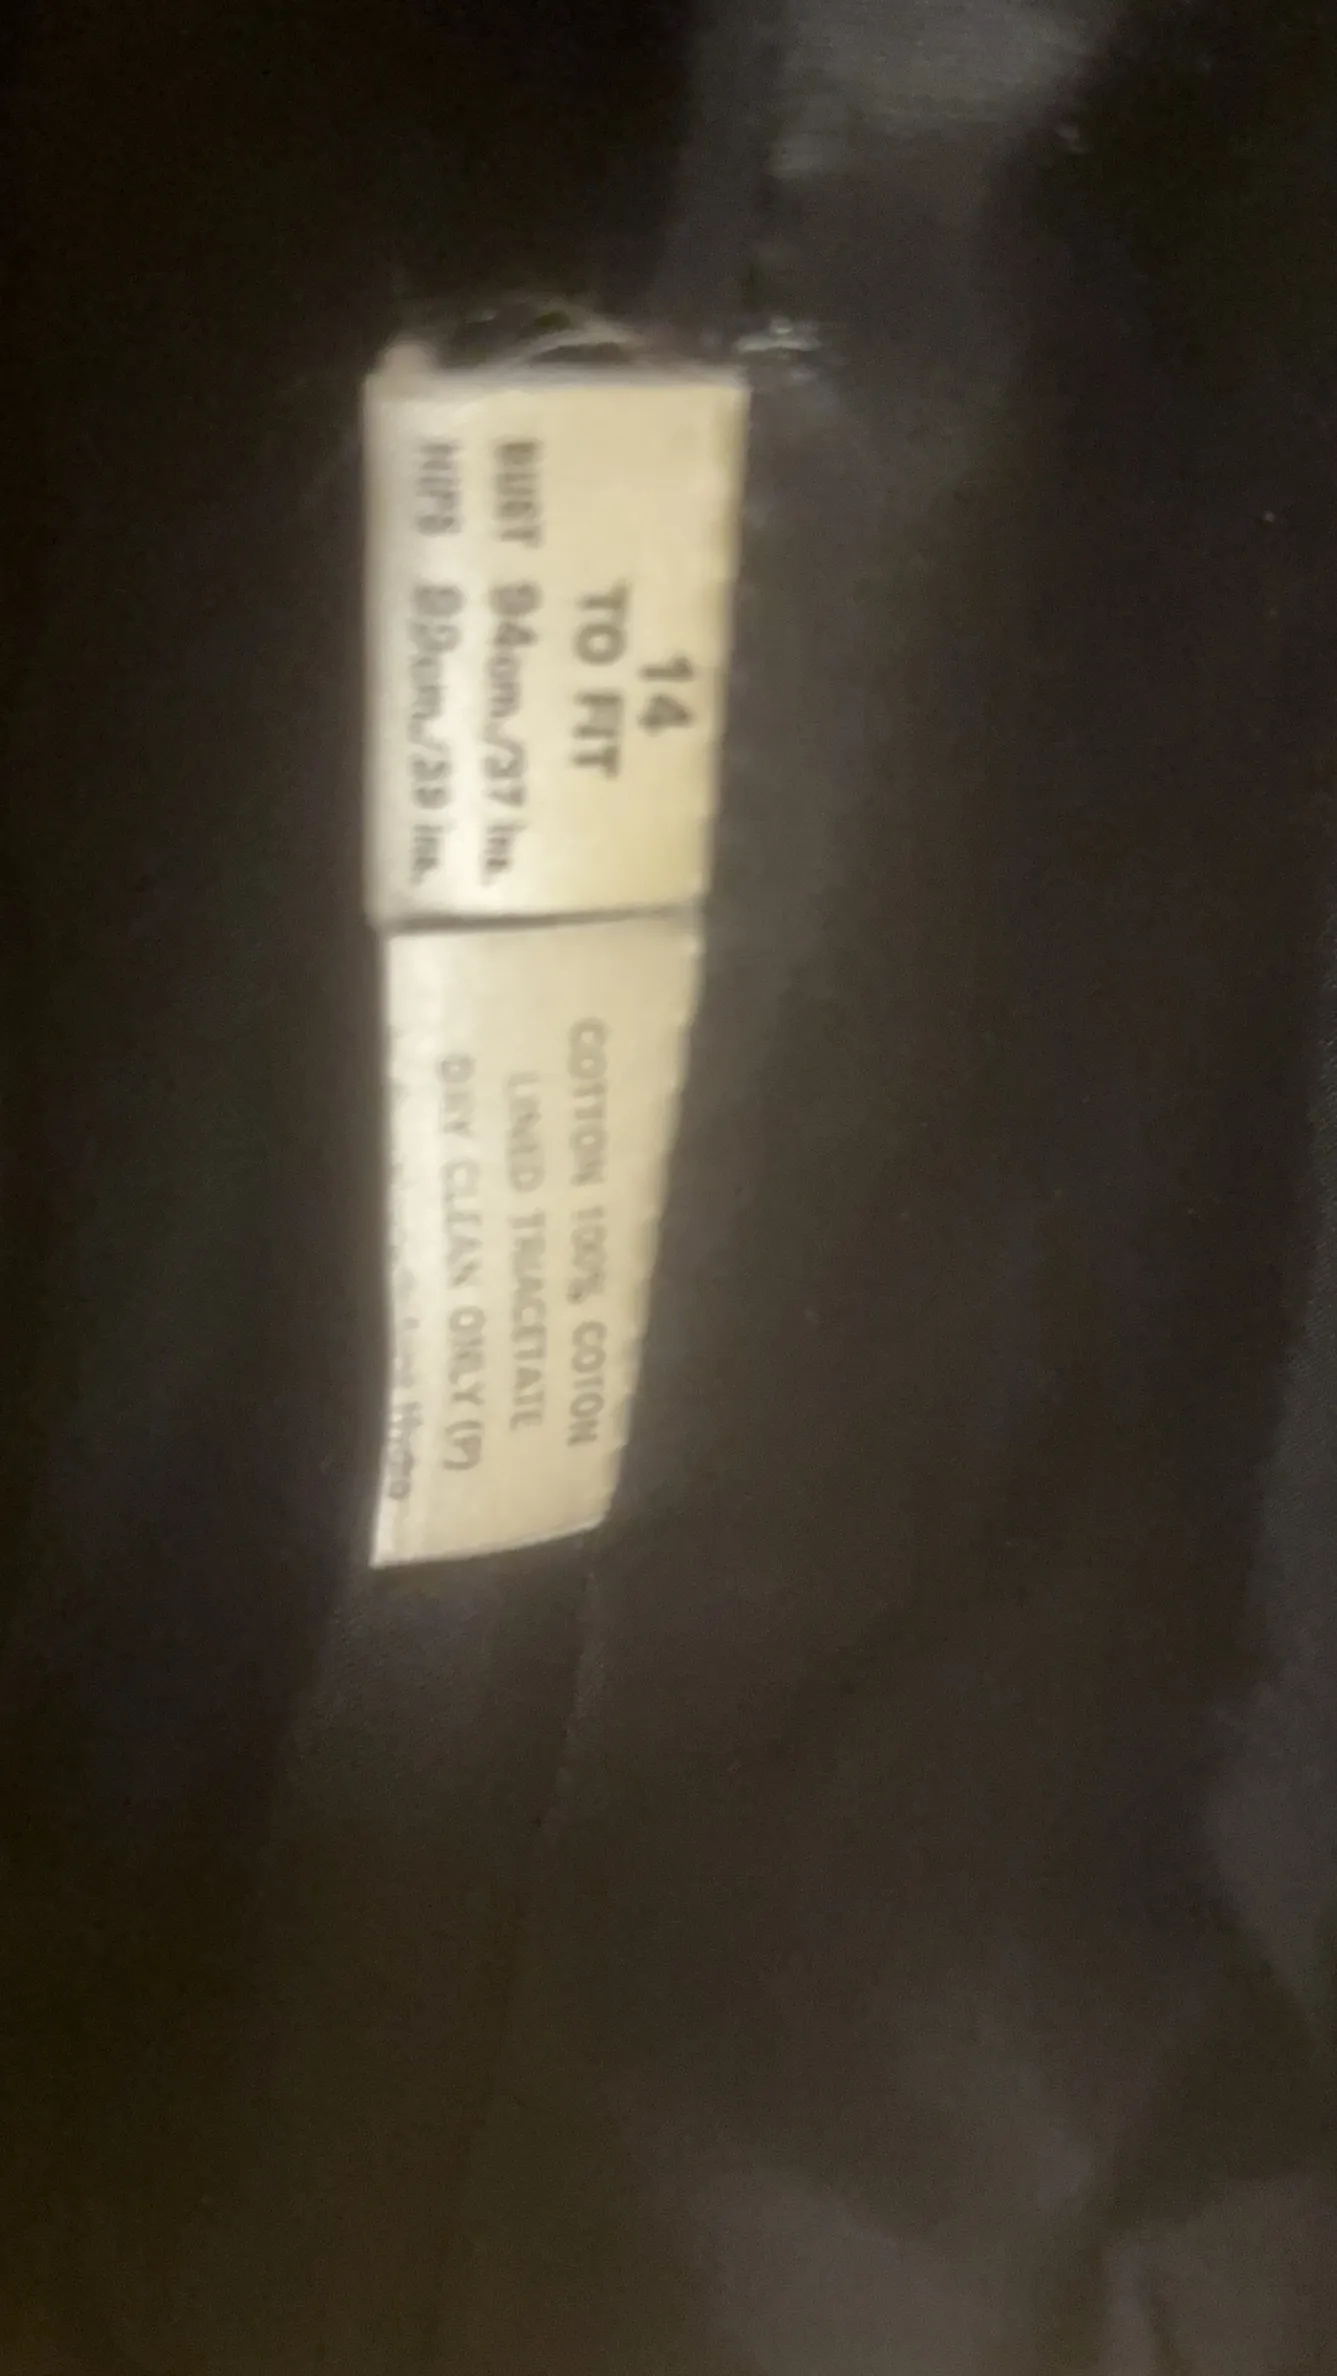 14
TO FIT
BUST 94cm./37 ins.
HIPS 99cm./39 ins.
COTTON 100% COTON
LINED TRIACETATE
DRY CLEAN ONLY (P)